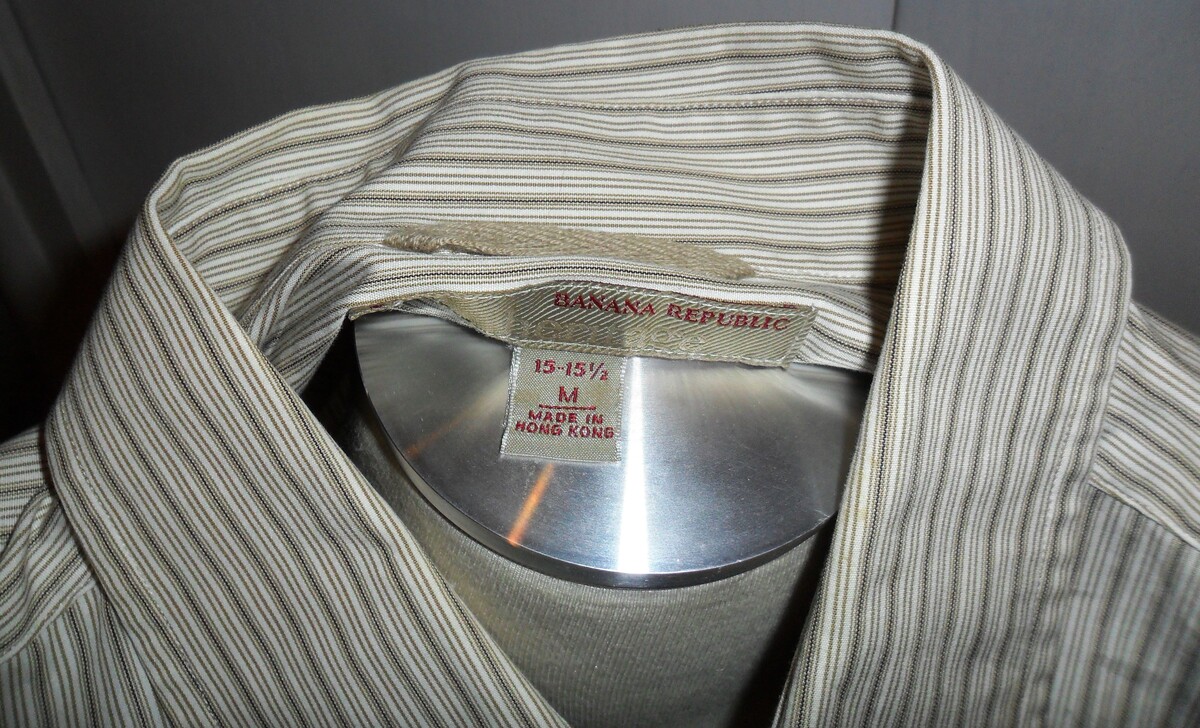 BANANA REPUBLIC
15-15½
M
MADE IN
HONG KONG